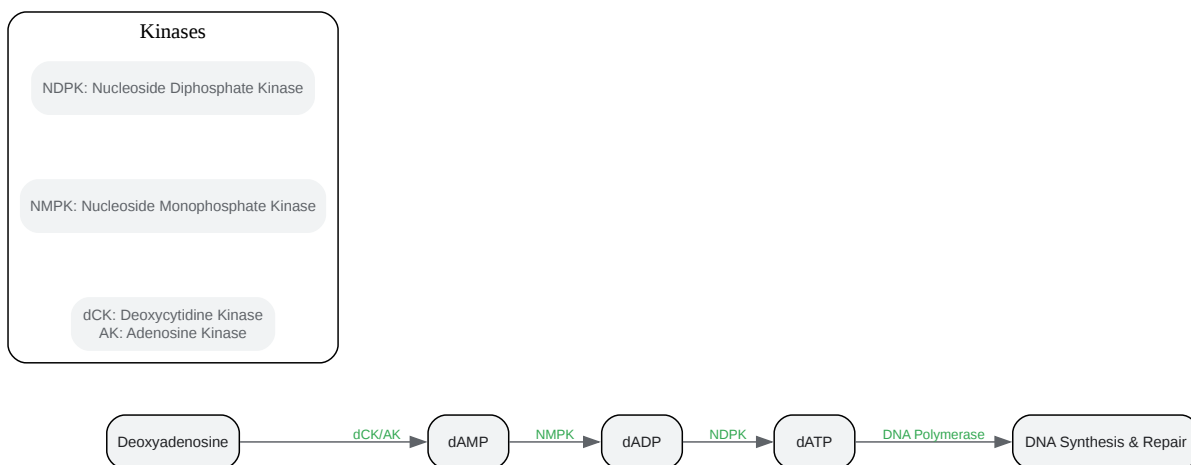 Kinases
NDPK: Nucleoside Diphosphate Kinase
NMPK: Nucleoside Monophosphate Kinase
dCK: Deoxycytidine Kinase
AK: Adenosine Kinase
Deoxyadenosine
dCK/AK
dAMP
NMPK
dADP
NDPK
dATP
DNA Polymerase
DNA Synthesis & Repair